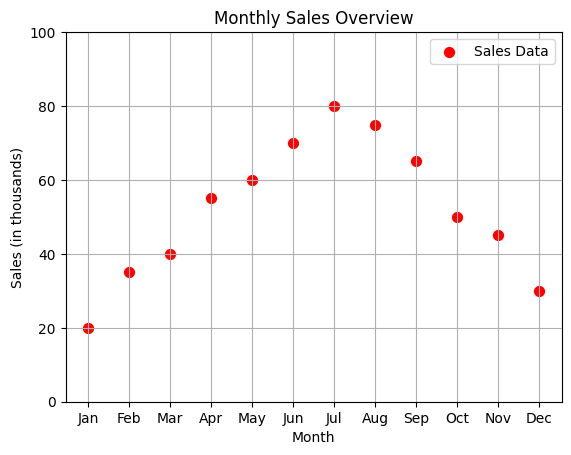 Monthly Sales Overview
Sales Data
Sales (in thousands)
100
80
60
40
20
0
Jan Feb Mar Apr May Jun Jul Aug Sep Oct Nov Dec
Month